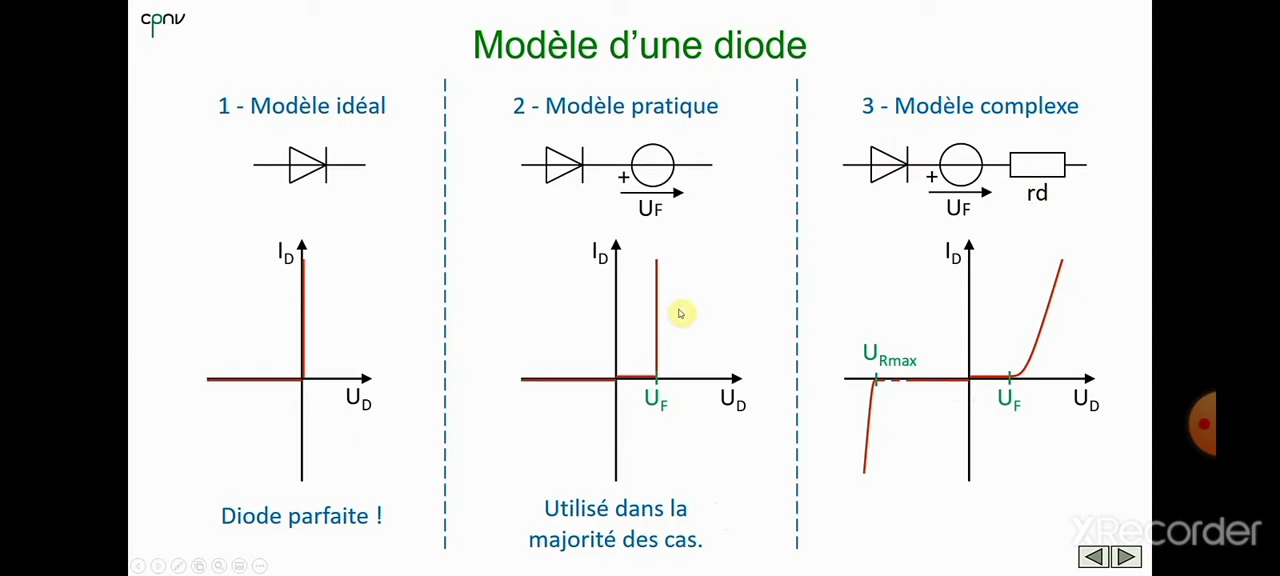 cpnv
Modèle d’une diode
1 - Modèle idéal
2 - Modèle pratique
3 - Modèle complexe
+
UF
+
UF
rd
ID
ID
ID
URmax
UD
UF
UD
UF
UD
Diode parfaite !
Utilisé dans la
majorité des cas.
XRecorder